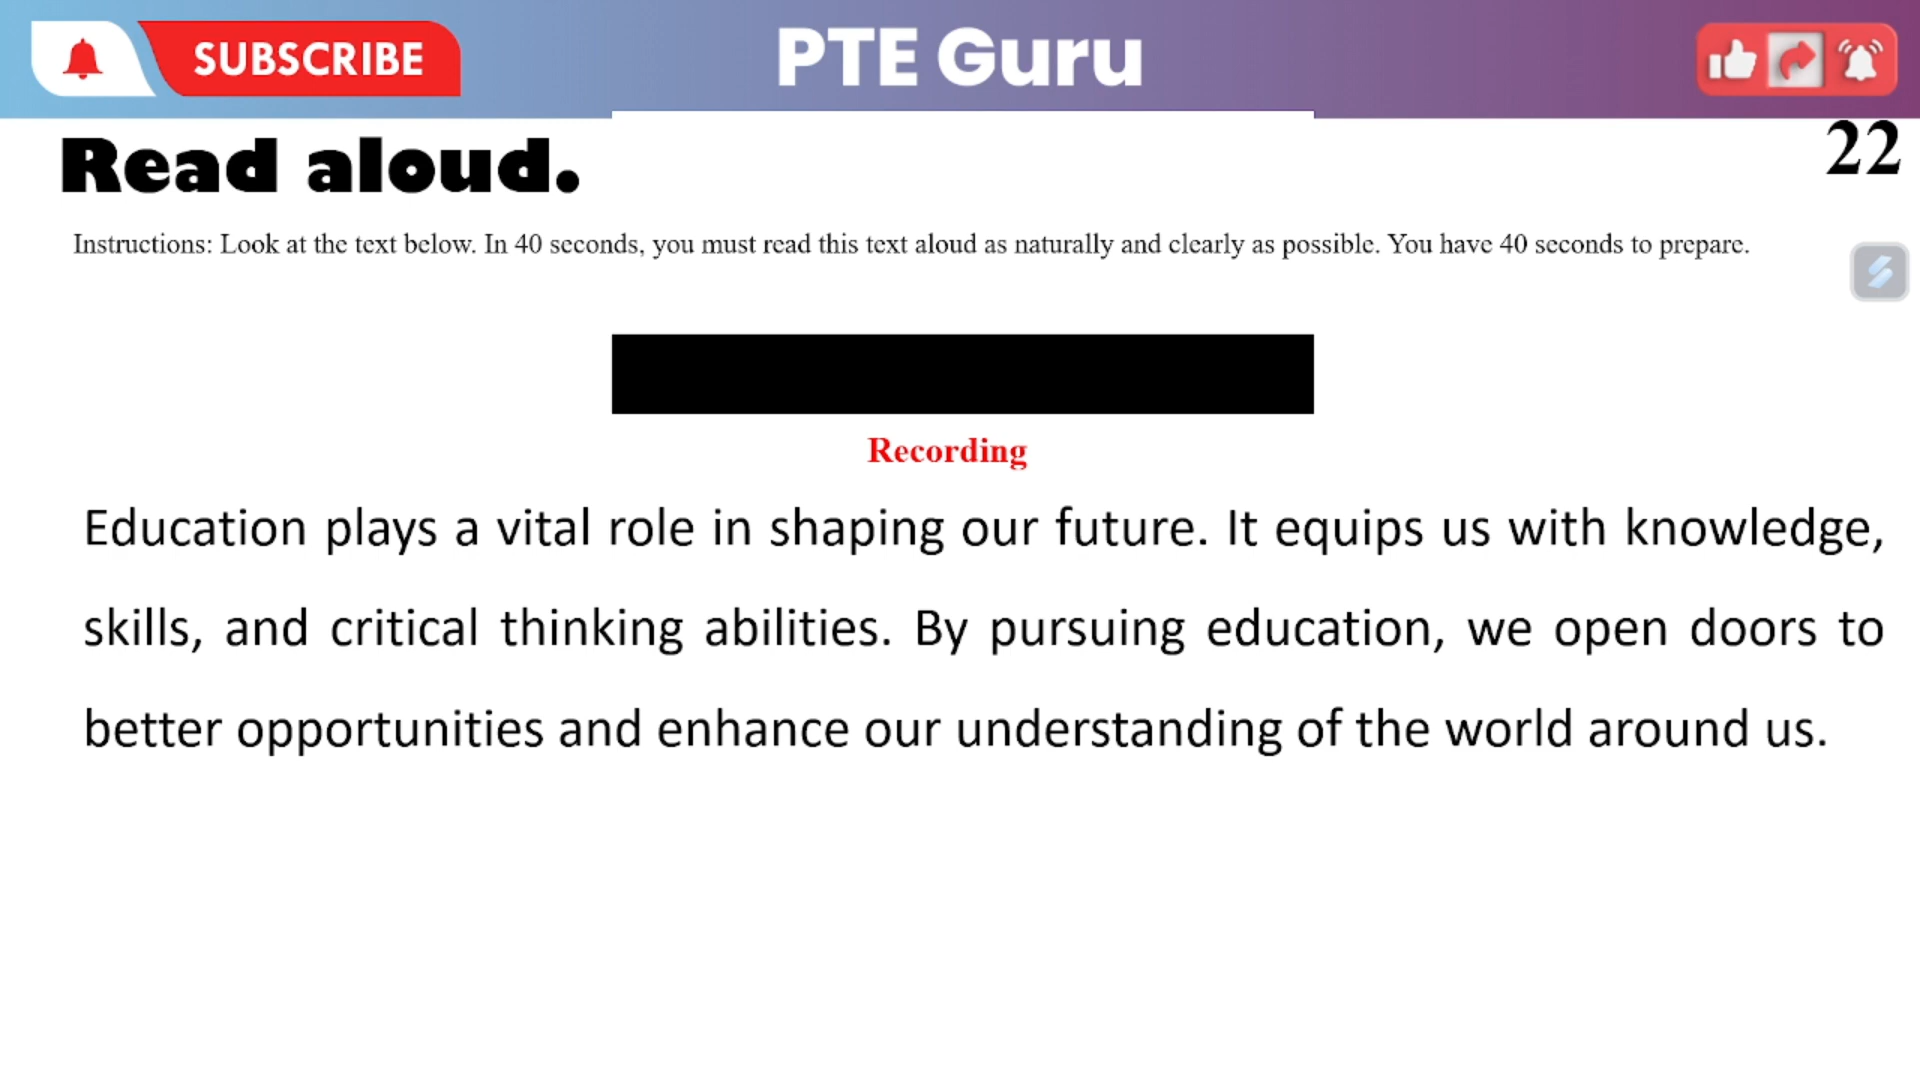 SUBSCRIBE
PTE Guru
Read aloud.
22
Instructions: Look at the text below. In 40 seconds, you must read this text aloud as naturally and clearly as possible. You have 40 seconds to prepare.
Recording
Education plays a vital role in shaping our future. It equips us with knowledge,
skills, and critical thinking abilities. By pursuing education, we open doors to
better opportunities and enhance our understanding of the world around us.